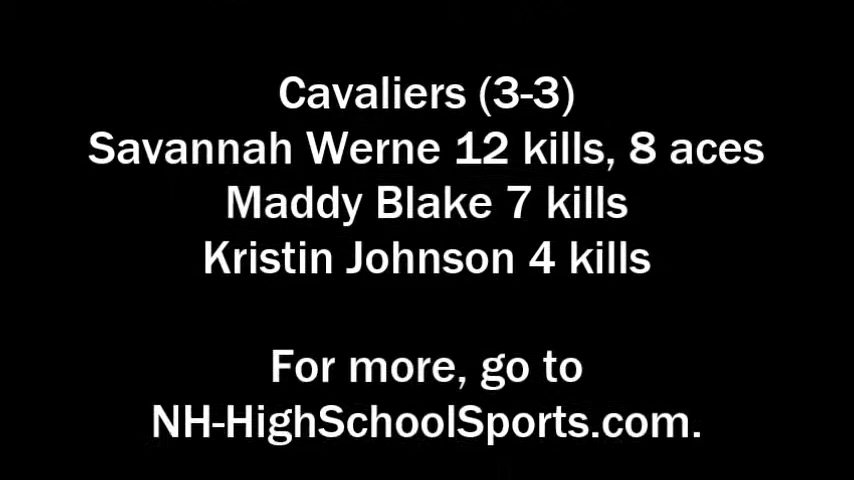 Cavaliers (3-3)
Savannah Werne 12 kills, 8 aces
Maddy Blake 7 kills
Kristin Johnson 4 kills
For more, go to
NH-HighSchoolSports.com.